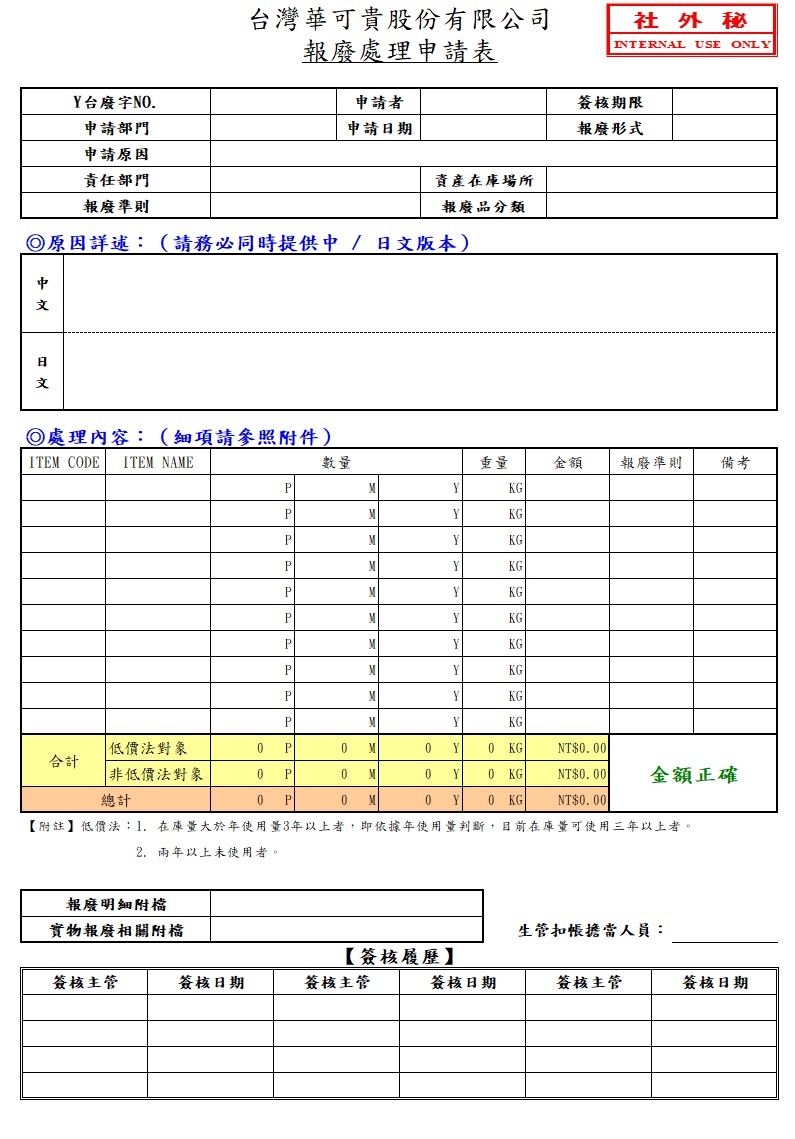 台灣華可貴股份有限公司
社外秘
報廢處理申請表
INTERNAL USE ONLY
Y台廢字NO. 申請者 簽核期限
申請部門 申請日期 報廢形式
申請原因
責任部門 資產在庫場所
報廢準則 報廢品分類
◎原因詳述：（請務必同時提供中 / 日文版本）
中文
日文
◎處理內容：（細項請參照附件）
ITEM CODE ITEM NAME 數量 重量 金額 報廢準則 備考
P M Y KG
P M Y KG
P M Y KG
P M Y KG
P M Y KG
P M Y KG
P M Y KG
P M Y KG
P M Y KG
P M Y KG
合計 低價法對象 0 P 0 M 0 Y 0 KG NT$0.00
非低價法對象 0 P 0 M 0 Y 0 KG NT$0.00
金額正確
總計 0 P 0 M 0 Y 0 KG NT$0.00
【附註】低價法：1. 在庫量大於年使用量3年以上者，即依據年使用量判斷，目前在庫量可使用三年以上者。
2. 兩年以上未使用者。
報廢明細附檔
實物報廢相關附檔 生管扣帳擔當人員：
【簽核履歷】
簽核主管 簽核日期 簽核主管 簽核日期 簽核主管 簽核日期